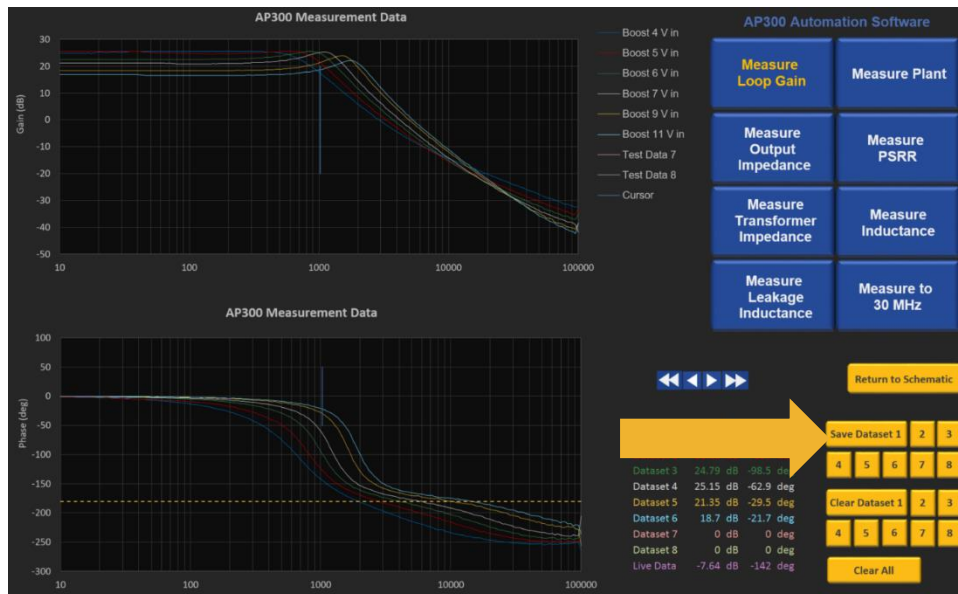 AP300 Measurement Data
30
20
10
0
-10
-20
-30
-40
-50
Gain (dB)
10
100
1000
10000
100000
Boost 4 V in
Boost 5 V in
Boost 6 V in
Boost 7 V in
Boost 9 V in
Boost 11 V in
Test Data 7
Test Data 8
Cursor
AP300 Measurement Data
100
50
0
-50
-100
-150
-200
-250
-300
Phase (deg)
10
100
1000
10000
100000
AP300 Automation Software
Measure
Loop Gain
Measure Plant
Measure
Output
Impedance
Measure
PSRR
Measure
Transformer
Impedance
Measure
Inductance
Measure
Leakage
Inductance
Measure to
30 MHz
Return to Schematic
Save Dataset 1 2 3
4 5 6 7 8
Clear Dataset 1 2 3
4 5 6 7 8
Clear All
Dataset 3 24.79 dB -98.5 deg
Dataset 4 25.15 dB -62.9 deg
Dataset 5 21.35 dB -29.5 deg
Dataset 6 18.7 dB -21.7 deg
Dataset 7 0 dB 0 deg
Dataset 8 0 dB 0 deg
Live Data -7.64 dB -142 deg